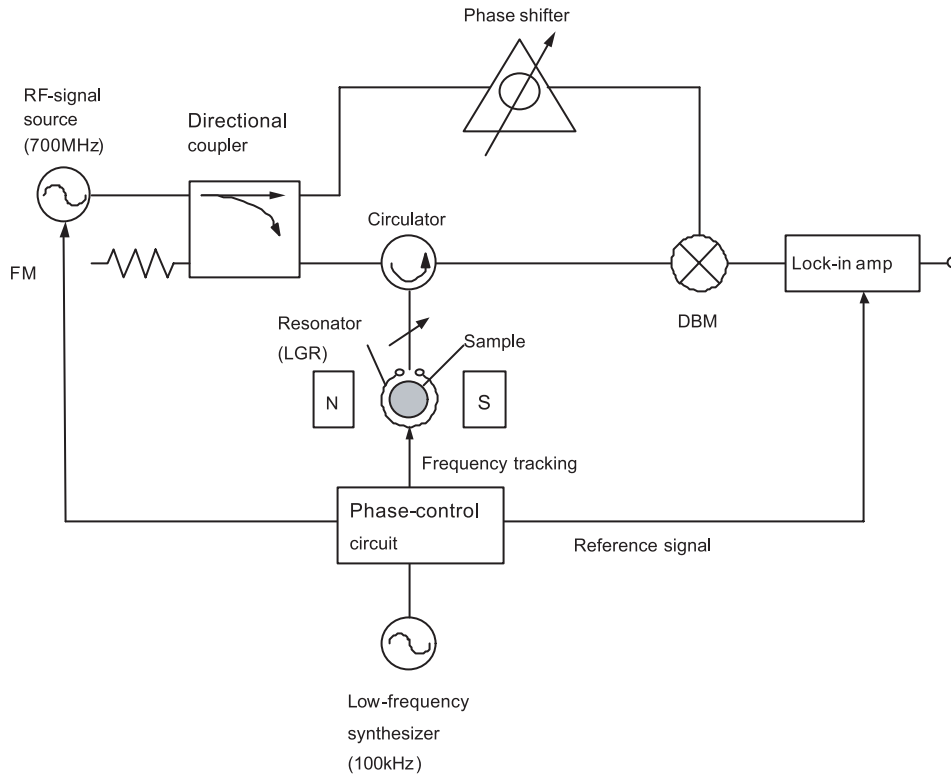 Phase shifter
RF-signal
source
(700MHz)
Directional
coupler
Circulator
FM
Lock-in amp
DBM
Resonator
(LGR)
Sample
N
S
Frequency tracking
Phase-control
circuit
Reference signal
Low-frequency
synthesizer
(100kHz)